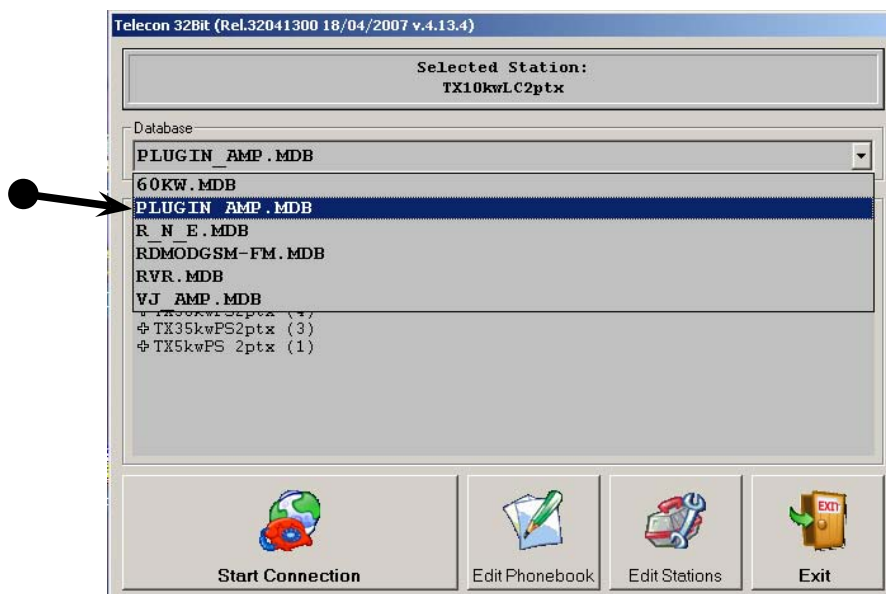 Telecon 32Bit (Rel.32041300 18/04/2007 v.4.13.4)
Selected Station:
TX10kwLC2ptx
Database
PLUGIN_AMP.MDB
60KW.MDB
PLUGIN_AMP.MDB
R_N_E.MDB
RDMODGSM-FM.MDB
RVR.MDB
VJ_AMP.MDB
TX35kwPS2ptx (3)
TX5kwPS 2ptx (1)
Start Connection
Edit Phonebook
Edit Stations
EXIT
Exit